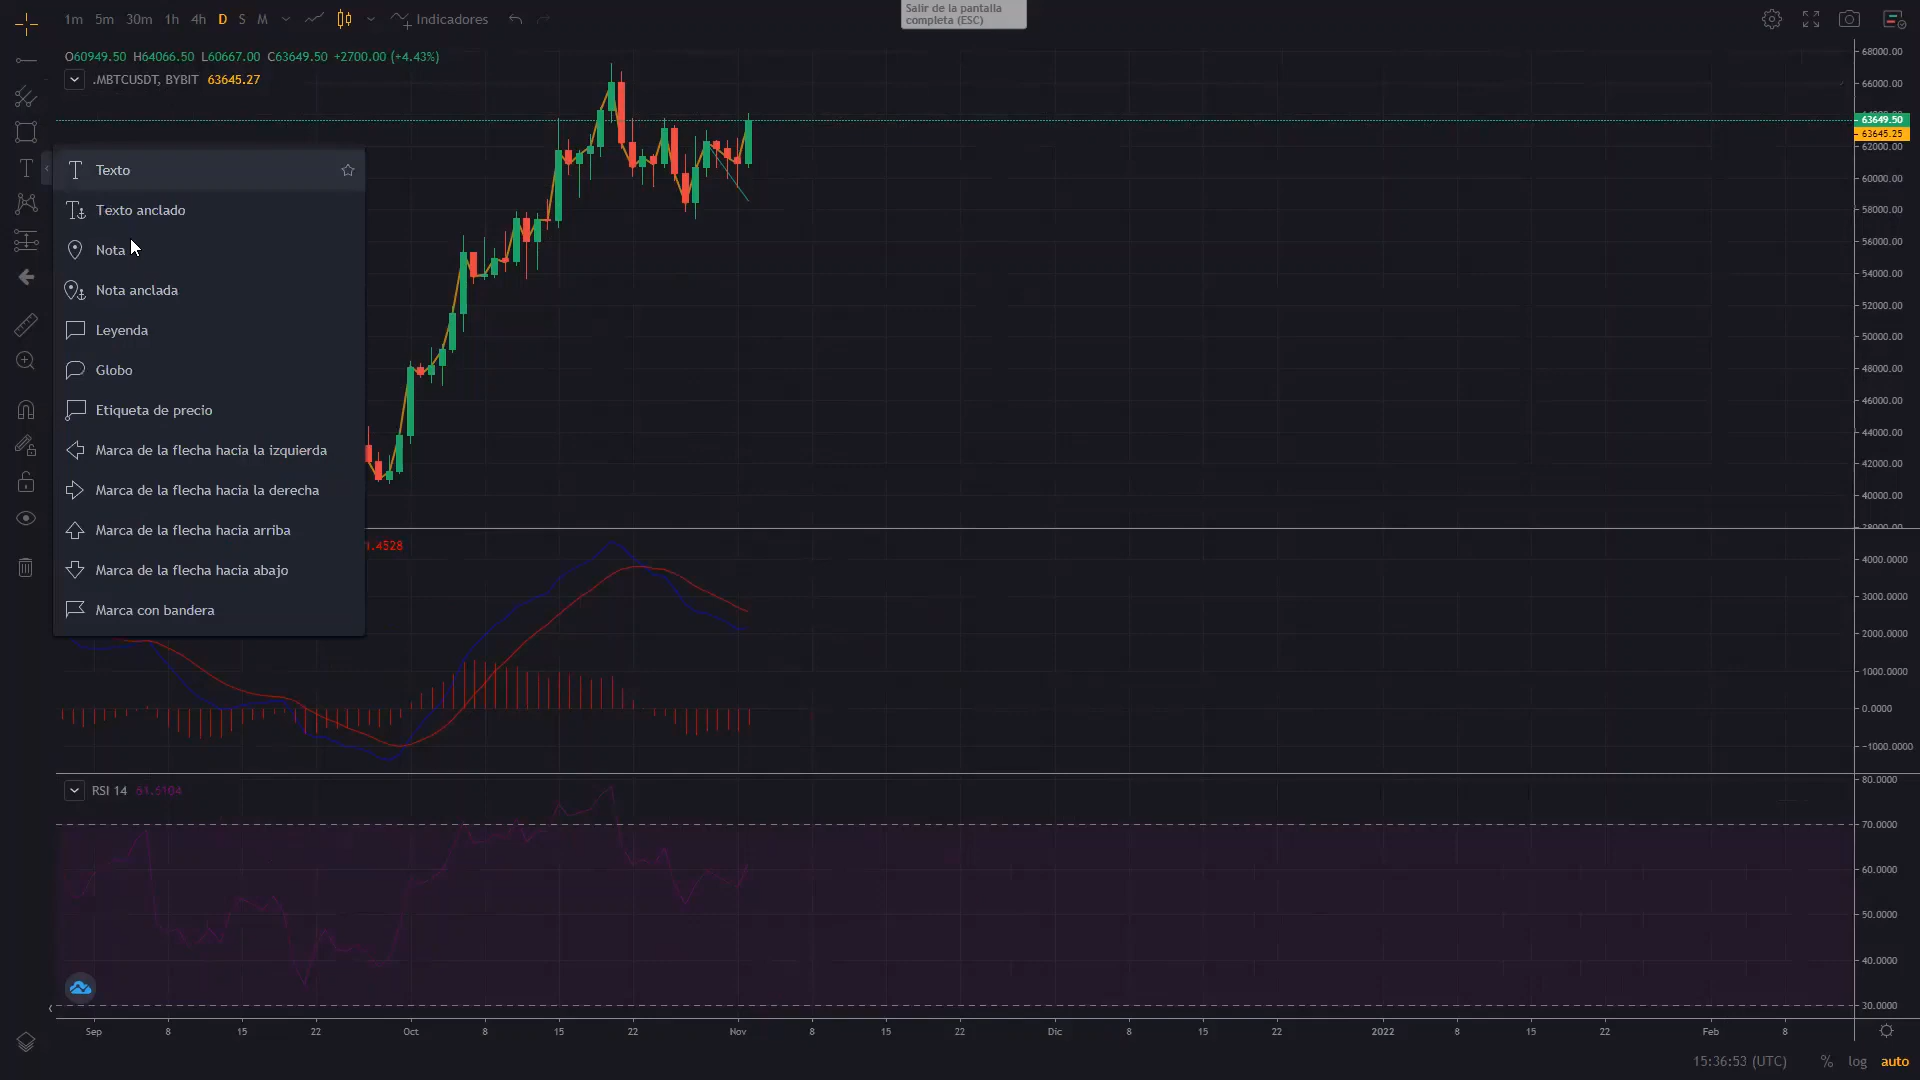 1m 5m 30m 1h 4h D S M Indicadores
Salir de la pantalla
completa (ESC)
O60949.50 H64066.50 L60667.00 C63649.50 +2700.00 (+4.43%)
.MBTCUSDT, BYBIT 63645.27
Texto
Texto anclado
Nota
Nota anclada
Leyenda
Globo
Etiqueta de precio
Marca de la flecha hacia la izquierda
Marca de la flecha hacia la derecha
Marca de la flecha hacia arriba
Marca de la flecha hacia abajo
Marca con bandera
68000.00
66000.00
63649.50
63645.25
62000.00
60000.00
58000.00
56000.00
54000.00
52000.00
50000.00
48000.00
46000.00
44000.00
42000.00
40000.00
.4528
4000.0000
3000.0000
2000.0000
1000.0000
0.0000
-1000.0000
RSI 14 61.5104
80.0000
70.0000
60.0000
50.0000
40.0000
30.0000
Sep 8 15 22 Oct 8 15 22 Nov 8 15 22 Dic 8 15 22 2022 8 15 22 Feb 8
15:36:53 (UTC) % log auto